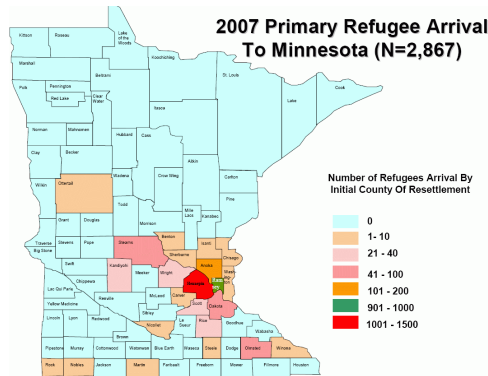 2007 Primary Refugee Arrival
To Minnesota (N=2,867)
Kittson
Roseau
Lake
of the
Woods
Koochiching
Marshall
St. Louis
Cook
Beltrami
Polk
Pennington
Red Lake
Clear
Water
Lake
Itasca
Norman
Mahnomen
Hubbard
Cass
Clay
Becker
Aitkin
Wadena
Crow Wing
Carlton
Wilkin
Ottertail
Pine
Todd
Mille
Lacs
Kanabec
Grant
Douglas
Morrison
Traverse
Stevens
Pope
Stearns
Benton
Isanti
Big Stone
Sherburne
Chisago
Swift
Kandiyohi
Meeker
Wright
Anoka
Chippewa
Lac Qui Parle
McLeod
Carver
Renville
Scott
Dakota
Yellow Medicine
Sibley
Lincoln
Lyon
Redwood
Nicollet
Le
Sueur
Rice
Goodhue
Wabasha
Brown
Pipestone
Murray
Cottonwood
Watonwan
Blue Earth
Waseca
Steele
Dodge
Olmsted
Winona
Rock
Nobles
Jackson
Martin
Faribault
Freeborn
Mower
Fillmore
Houston
Number of Refugees Arrival By
Initial County Of Resettlement
0
1- 10
21 - 40
41 - 100
101 - 200
901 - 1000
1001 - 1500